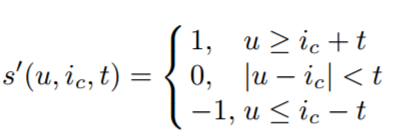 1, u ≥ i_c + t
s′(u, i_c, t) = { 0, |u − i_c| < t
−1, u ≤ i_c − t